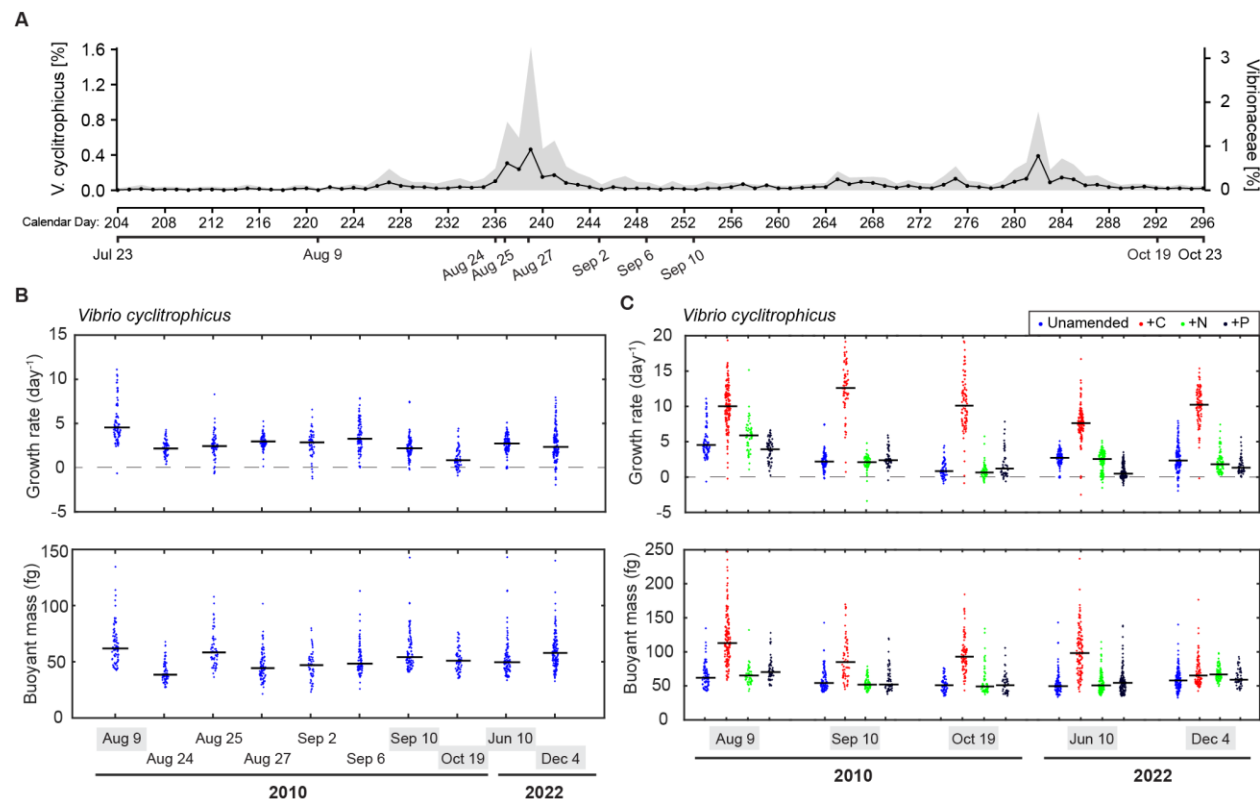 A
V. cyclitrophicus [%]
1.6
1.2
0.8
0.4
0.0
Vibrionaceae [%]
3
2
1
0
Calendar Day: 204 208 212 216 220 224 228 232 236 240 244 248 252 256 260 264 268 272 276 280 284 288 292 296
Jul 23 Aug 9 Aug 24 Aug 25 Aug 27 Sep 2 Sep 6 Sep 10 Oct 19 Oct 23
B
Vibrio cyclitrophicus
Growth rate (day⁻¹)
15
10
5
0
-5
Buoyant mass (fg)
150
100
50
0
Aug 9 Aug 25 Sep 2 Sep 10 Jun 10
Aug 24 Aug 27 Sep 6 Oct 19 Dec 4
2010 2022
C
Vibrio cyclitrophicus
Unamended +C +N +P
Growth rate (day⁻¹)
20
15
10
5
0
-5
Buoyant mass (fg)
250
200
150
100
50
0
Aug 9 Sep 10 Oct 19 Jun 10 Dec 4
2010 2022